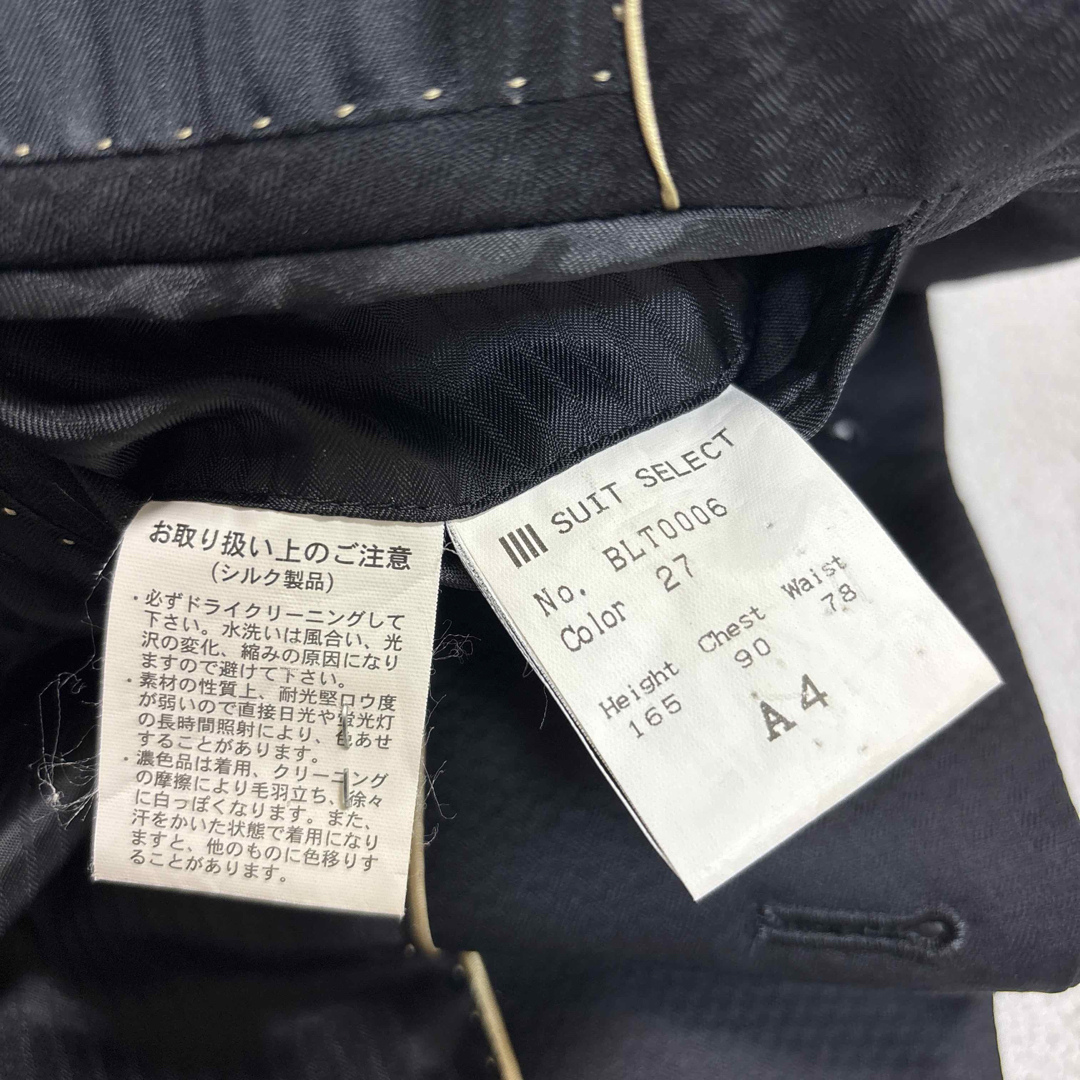 お取り扱い上のご注意
(シルク製品)
・必ずドライクリーニングして
下さい。水洗いは風合い、光
沢の変化、縮みの原因になり
ますので避けて下さい。
・素材の性質上、耐光堅ロウ度
が弱いので直接日光や蛍光灯
の長時間照射により、色あせ
することがあります。
・濃色品は着用、クリーニング
の摩擦により毛羽立ち、徐々
に白っぽくなります。また、
汗をかいた状態で着用になり
ますと、他のものに色移りす
ることがあります。
SUIT SELECT
No. BLT0006
Color 27
Height Chest Waist
165 90 78
A4